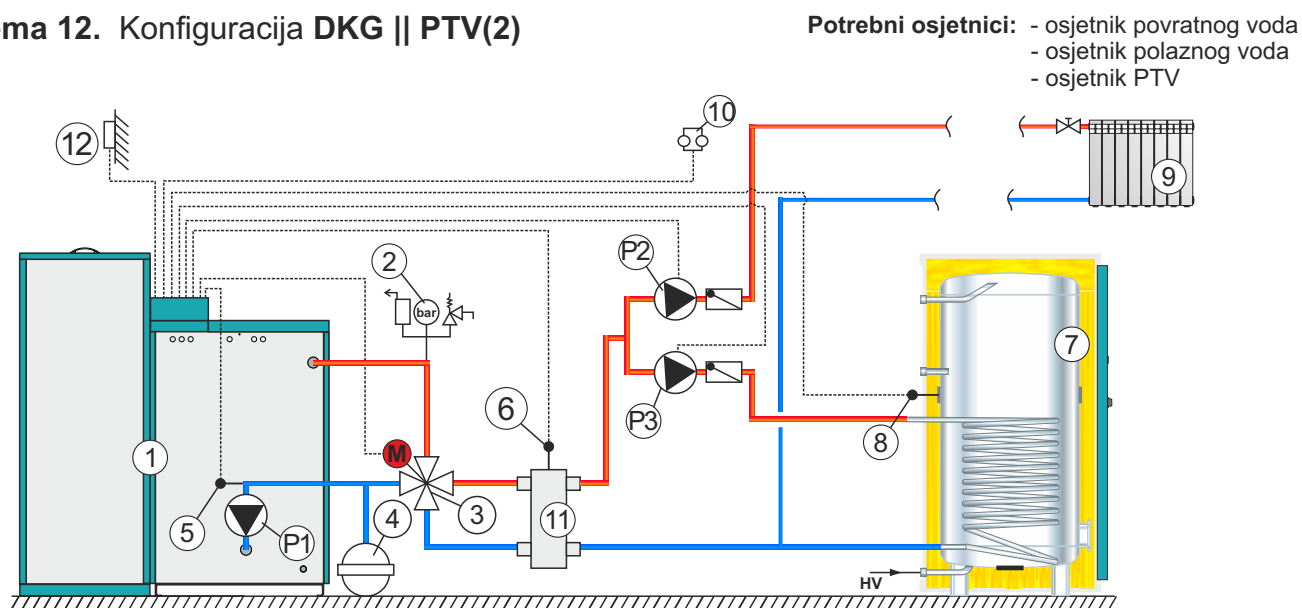 ema 12. Konfiguracija DKG || PTV(2)
Potrebni osjetnici: - osjetnik povratnog voda
- osjetnik polaznog voda
- osjetnik PTV
12
10
9
2
bar
P2
7
P3
6
8
M
1
5
P1
4
3
11
HV